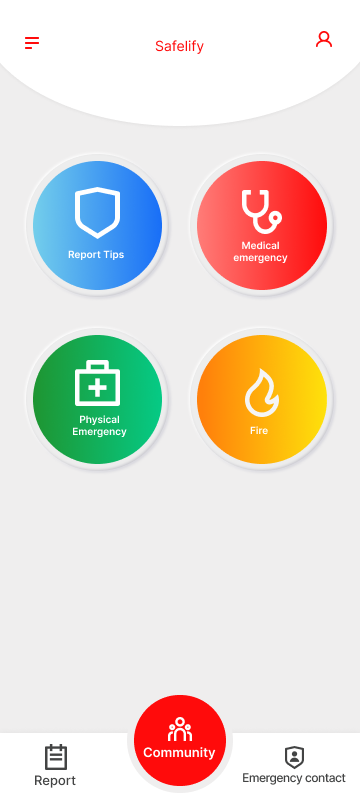 Safelify
Report Tips
Medical
emergency
Physical
Emergency
Fire
Report
Community
Emergency contact